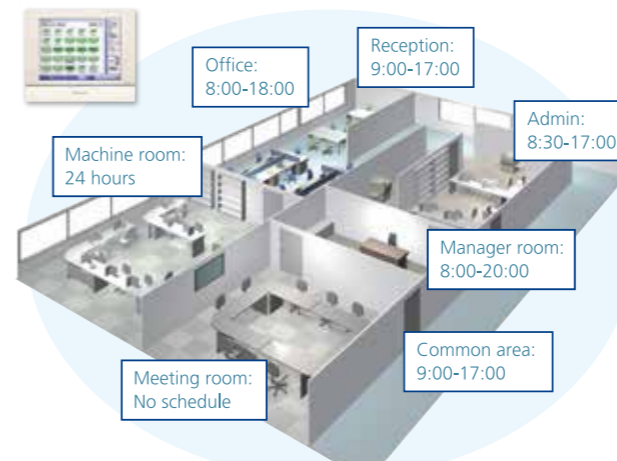 Reception:
9:00-17:00
Office:
8:00-18:00
Admin:
8:30-17:00
Machine room:
24 hours
Manager room:
8:00-20:00
Common area:
9:00-17:00
Meeting room:
No schedule